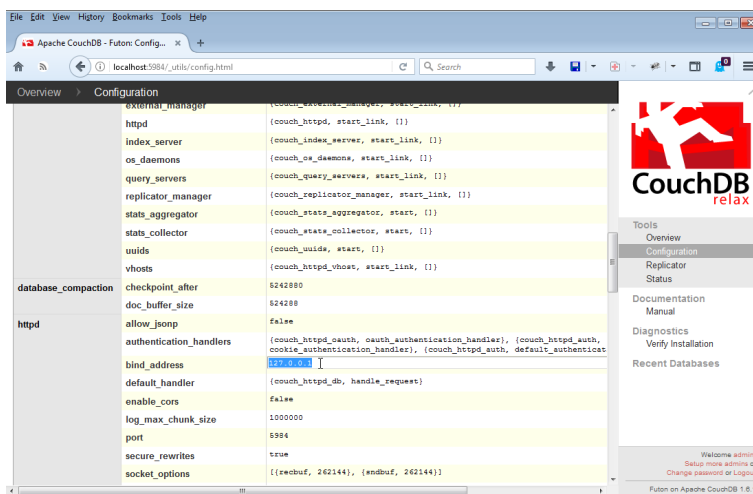 File Edit View History Bookmarks Tools Help
Apache CouchDB - Futon: Config... × +
localhost:5984/_utils/config.html
Search
Overview > Configuration
external_manager {couch_external_manager, start_link, []}
httpd {couch_httpd, start_link, []}
index_server {couch_index_server, start_link, []}
os_daemons {couch_os_daemons, start_link, []}
query_servers {couch_query_servers, start_link, []}
replicator_manager {couch_replicator_manager, start_link, []}
stats_aggregator {couch_stats_aggregator, start, []}
stats_collector {couch_stats_collector, start, []}
uuids {couch_uuids, start, []}
vhosts {couch_httpd_vhost, start_link, []}
database_compaction checkpoint_after 5242880
doc_buffer_size 524288
httpd allow_jsonp false
authentication_handlers {couch_httpd_oauth, oauth_authentication_handler}, {couch_httpd_auth,
cookie_authentication_handler}, {couch_httpd_auth, default_authenticat
bind_address 127.0.0.1
default_handler {couch_httpd_db, handle_request}
enable_cors false
log_max_chunk_size 1000000
port 5984
secure_rewrites true
socket_options [{recbuf, 262144}, {sndbuf, 262144}]
CouchDB
relax
Tools
Overview
Configuration
Replicator
Status
Documentation
Manual
Diagnostics
Verify Installation
Recent Databases
Welcome admin
Setup more admins o
Change password or Logou
Futon on Apache CouchDB 1.6